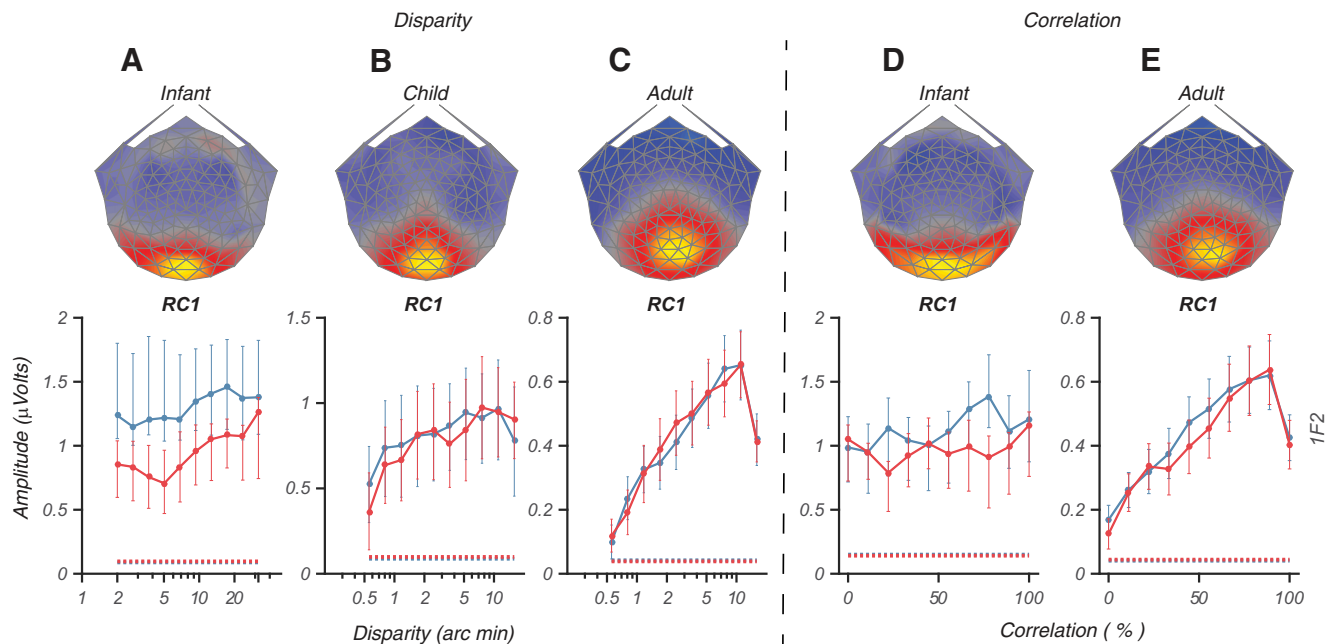 Disparity
Correlation
A
B
C
D
E
Infant
Child
Adult
Infant
Adult
RC1
RC1
RC1
RC1
RC1
Amplitude (μVolts)
2
1.5
1
0.5
0
1
2
5
10
20
1.5
1
0.5
0
0.5
1
2
5
10
0.8
0.6
0.4
0.2
0
0.5
1
2
5
10
2
1.5
1
0.5
0
0
50
100
0.8
0.6
0.4
0.2
0
0
50
100
1F2
Disparity (arc min)
Correlation ( % )